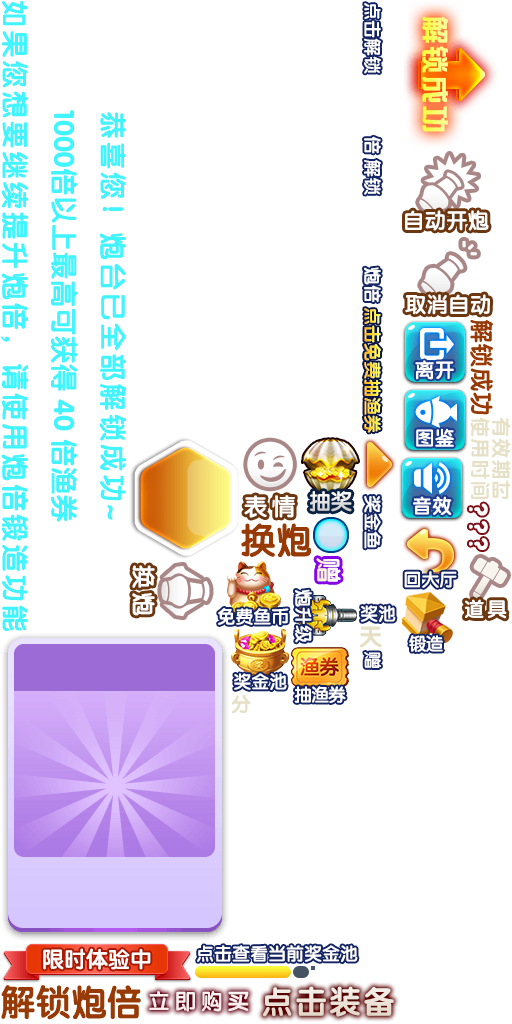 如果您想要继续提升炮倍，请使用炮倍锻造功能
1000倍以上最高可获得 40 倍渔券
恭喜您！炮台已全部解锁成功~
点击解锁
倍解锁
炮倍
点击免费抽渔券
奖金鱼
解锁成功
自动开炮
取消自动
离开
图鉴
音效
解锁成功
有效期至
使用时间
回大厅
道具
锻造
表情
抽奖
换炮
赠
换炮
免费鱼币
炮升级
奖池
天
赠
奖金池
渔券
抽渔券
分
限时体验中
点击查看当前奖金池
解锁炮倍
立即购买
点击装备